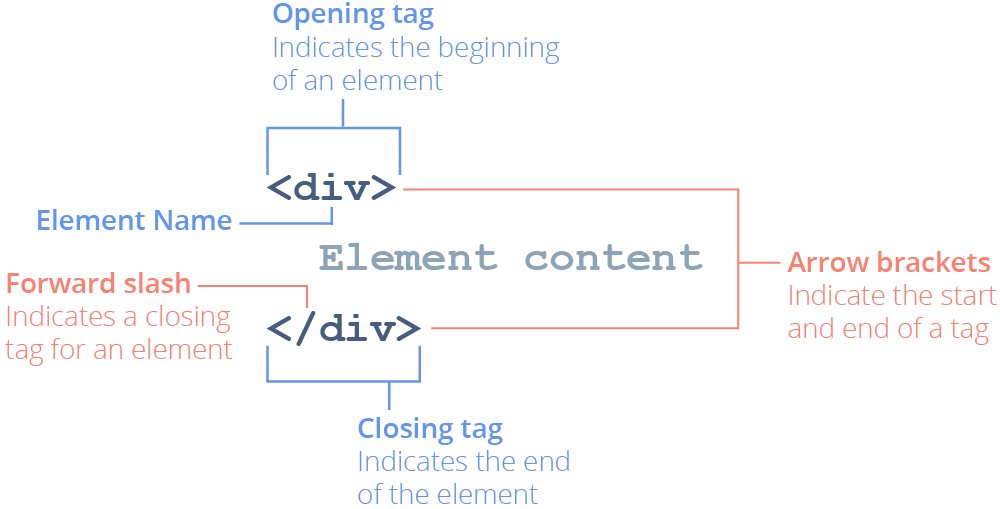 Opening tag
Indicates the beginning
of an element
<div>
Element Name
Element content
Arrow brackets
Indicate the start
and end of a tag
Forward slash
Indicates a closing
tag for an element
</div>
Closing tag
Indicates the end
of the element